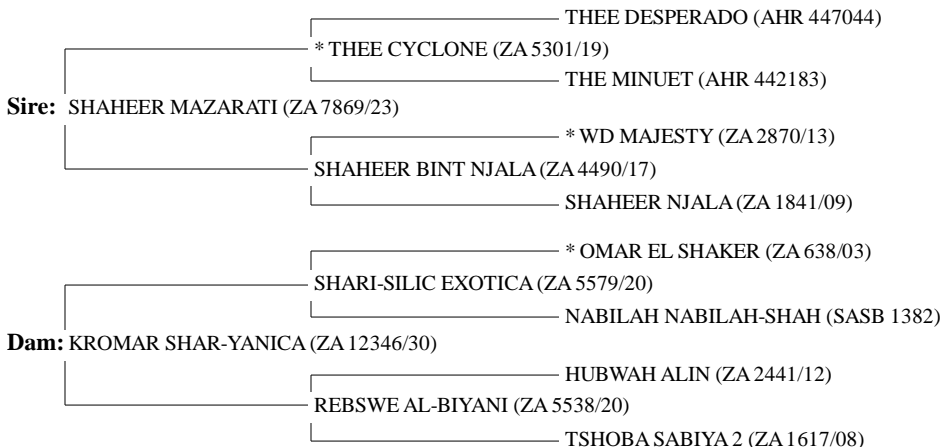 THEE DESPERADO (AHR 447044)
* THEE CYCLONE (ZA 5301/19)
THE MINUET (AHR 442183)
Sire: SHAHEER MAZARATI (ZA 7869/23)
* WD MAJESTY (ZA 2870/13)
SHAHEER BINT NJALA (ZA 4490/17)
SHAHEER NJALA (ZA 1841/09)
* OMAR EL SHAKER (ZA 638/03)
SHARI-SILIC EXOTICA (ZA 5579/20)
NABILAH NABILAH-SHAH (SASB 1382)
Dam: KROMAR SHAR-YANICA (ZA 12346/30)
HUBWAH ALIN (ZA 2441/12)
REBSWE AL-BIYANI (ZA 5538/20)
TSHOBA SABIYA 2 (ZA 1617/08)